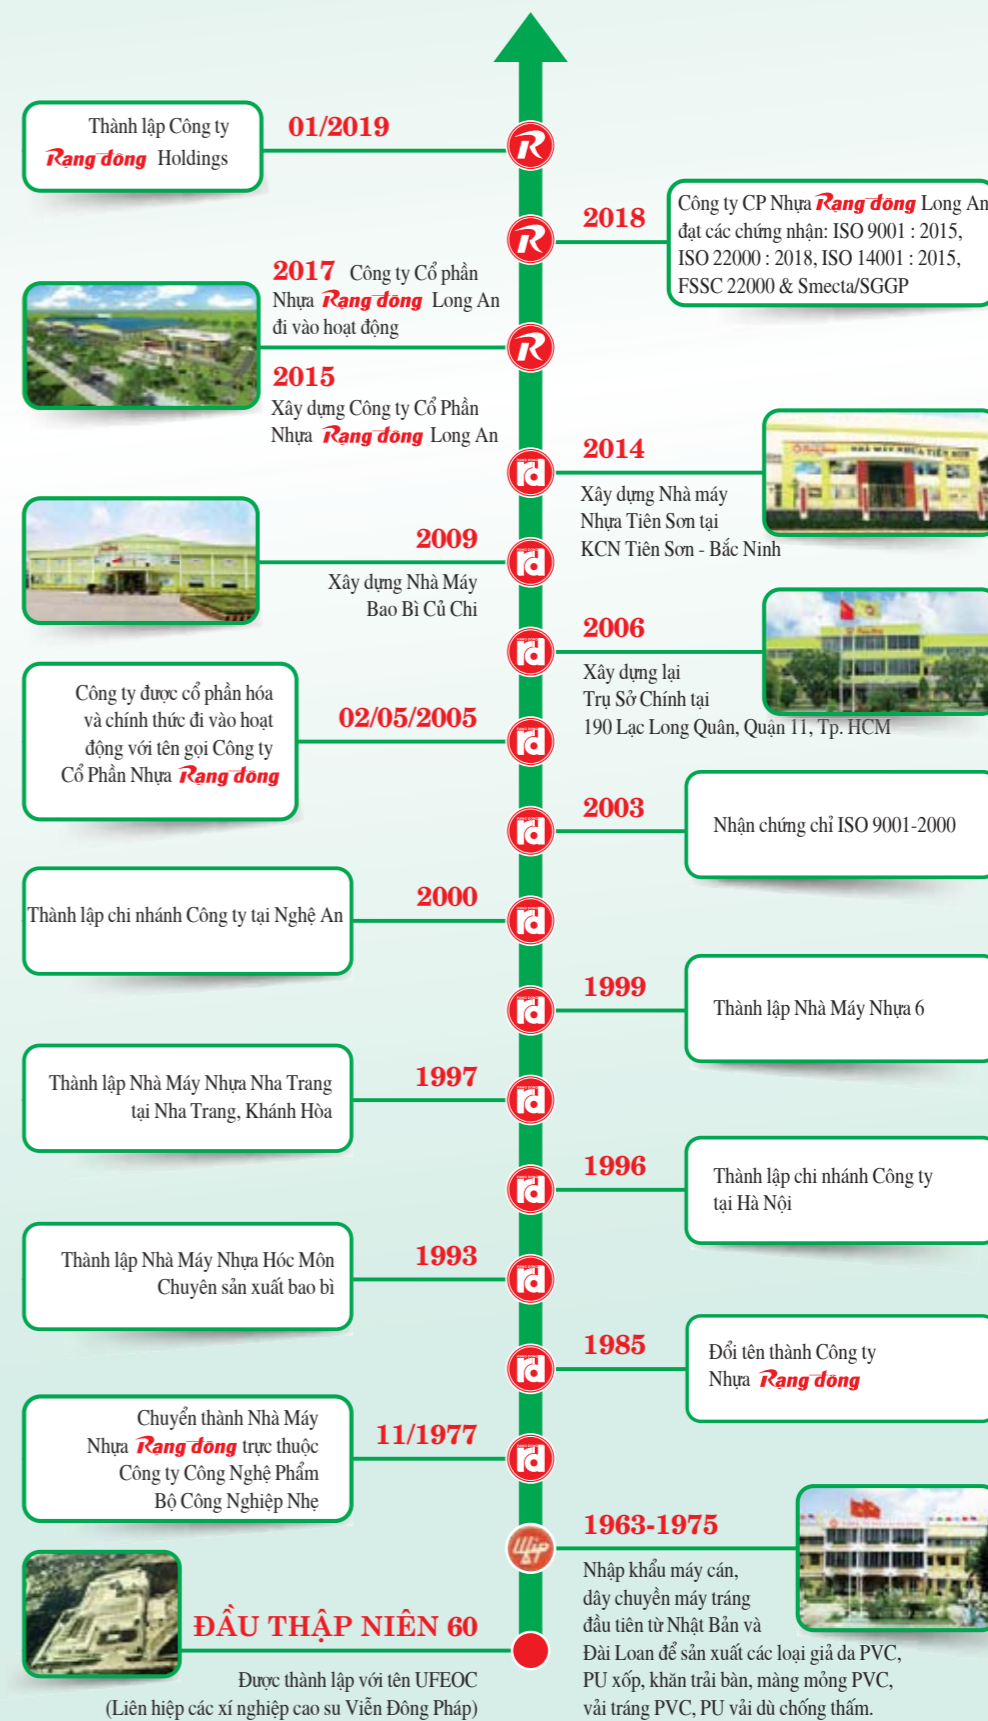 01/2019
Thành lập Công ty
Rạng đông Holdings
2018
Công ty CP Nhựa Rạng đông Long An
đạt các chứng nhận: ISO 9001 : 2015,
ISO 22000 : 2018, ISO 14001 : 2015,
FSSC 22000 & Smecta/SGGP
2017 Công ty Cổ phần
Nhựa Rạng đông Long An
đi vào hoạt động
2015
Xây dựng Công ty Cổ Phần
Nhựa Rạng đông Long An
2014
Xây dựng Nhà máy
Nhựa Tiên Sơn tại
KCN Tiên Sơn - Bắc Ninh
NHÀ MÁY NHỰA TIÊN SƠN
2009
Xây dựng Nhà Máy
Bao Bì Củ Chi
2006
Xây dựng lại
Trụ Sở Chính tại
190 Lạc Long Quân, Quận 11, Tp. HCM
02/05/2005
Công ty được cổ phần hóa
và chính thức đi vào hoạt
động với tên gọi Công ty
Cổ Phần Nhựa Rạng đông
2003
Nhận chứng chỉ ISO 9001-2000
2000
Thành lập chi nhánh Công ty tại Nghệ An
1999
Thành lập Nhà Máy Nhựa 6
1997
Thành lập Nhà Máy Nhựa Nha Trang
tại Nha Trang, Khánh Hòa
1996
Thành lập chi nhánh Công ty
tại Hà Nội
1993
Thành lập Nhà Máy Nhựa Hóc Môn
Chuyên sản xuất bao bì
1985
Đổi tên thành Công ty
Nhựa Rạng đông
11/1977
Chuyển thành Nhà Máy
Nhựa Rạng đông trực thuộc
Công ty Công Nghệ Phẩm
Bộ Công Nghiệp Nhẹ
1963-1975
Nhập khẩu máy cán,
dây chuyền máy tráng
đầu tiên từ Nhật Bản và
Đài Loan để sản xuất các loại giả da PVC,
PU xốp, khăn trải bàn, màng mỏng PVC,
vải tráng PVC, PU vải dù chống thấm.
ĐẦU THẬP NIÊN 60
Được thành lập với tên UFEOC
(Liên hiệp các xí nghiệp cao su Viễn Đông Pháp)